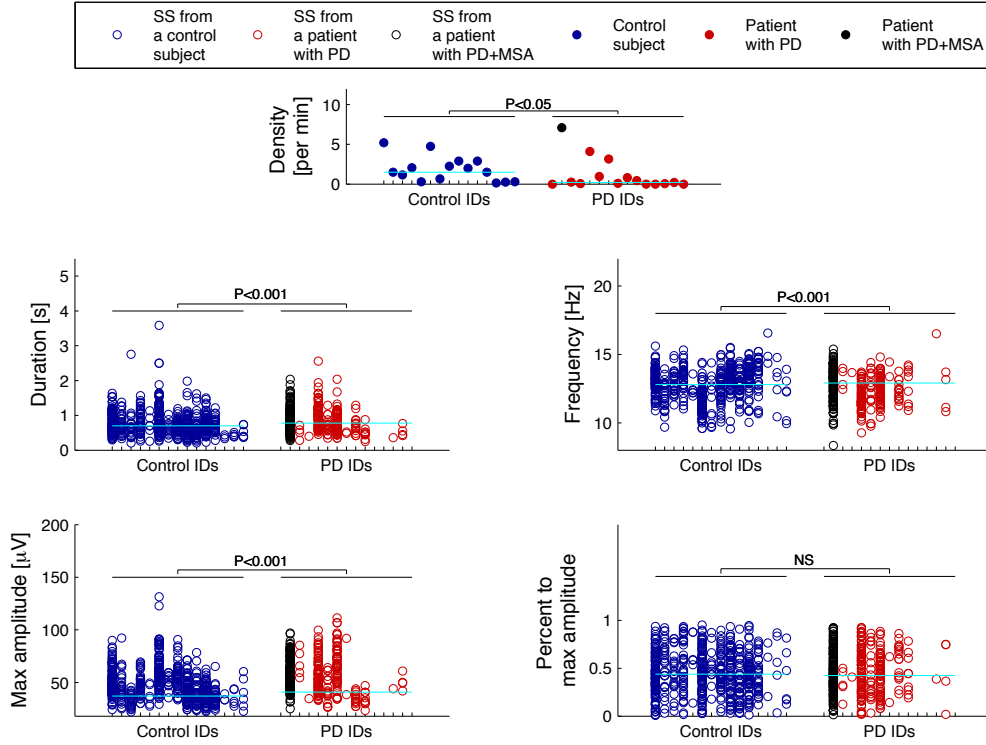 SS from
a control
subject
SS from
a patient
with PD
SS from
a patient
with PD+MSA
Control
subject
Patient
with PD
Patient
with PD+MSA
Density
[per min]
10
5
0
P<0.05
Control IDs
PD IDs
Duration [s]
5
4
3
2
1
0
P<0.001
Control IDs
PD IDs
Frequency [Hz]
20
15
10
P<0.001
Control IDs
PD IDs
Max amplitude [μV]
200
150
100
50
P<0.001
Control IDs
PD IDs
Percent to
max amplitude
1
0.5
0
NS
Control IDs
PD IDs